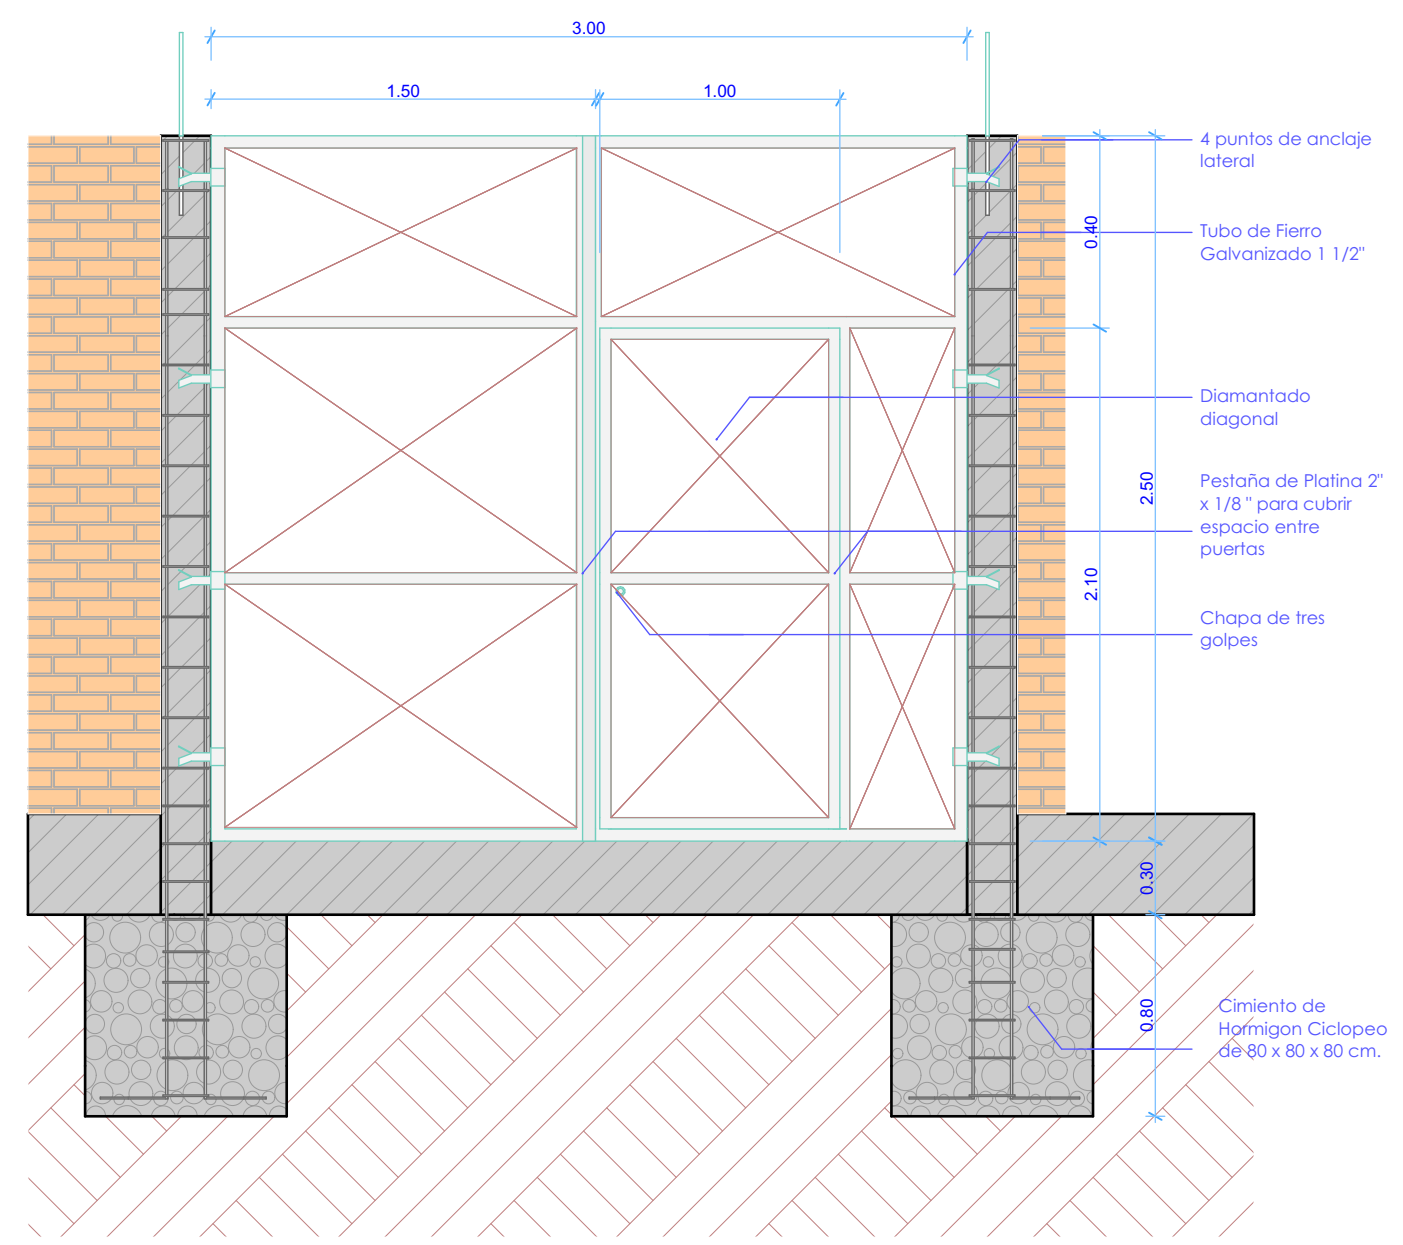 3.00
1.50
1.00
4 puntos de anclaje
lateral
0.40
Tubo de Fierro
Galvanizado 1 1/2"
Diamantado
diagonal
2.50
Pestaña de Platina 2"
x 1/8 " para cubrir
espacio entre
puertas
2.10
Chapa de tres
golpes
0.30
0.80
Cimiento de
Hormigon Ciclopeo
de 80 x 80 x 80 cm.